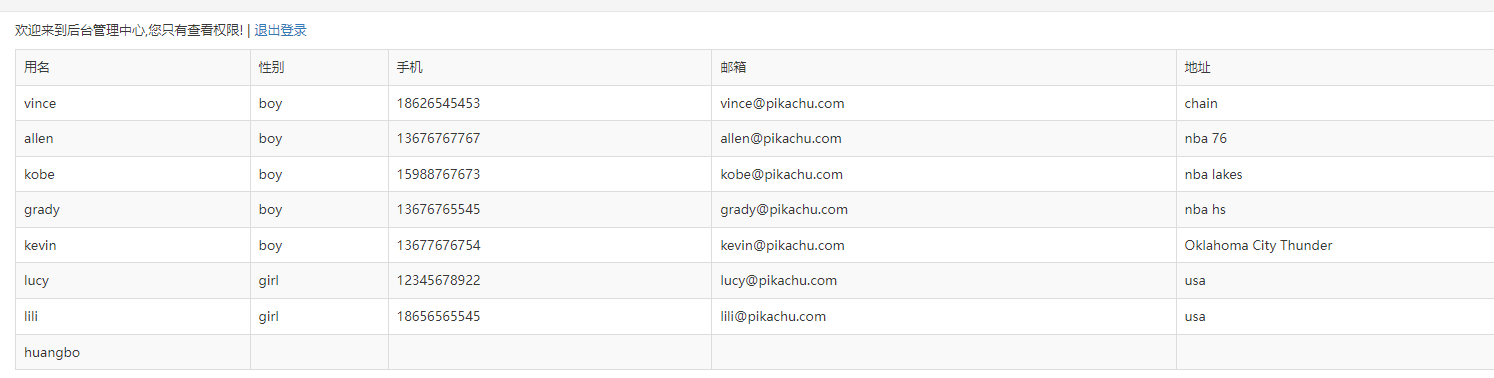 欢迎来到后台管理中心,您只有查看权限! | 退出登录
用名 性别 手机 邮箱 地址
vince boy 18626545453 vince@pikachu.com chain
allen boy 13676767767 allen@pikachu.com nba 76
kobe boy 15988767673 kobe@pikachu.com nba lakes
grady boy 13676765545 grady@pikachu.com nba hs
kevin boy 13677676754 kevin@pikachu.com Oklahoma City Thunder
lucy girl 12345678922 lucy@pikachu.com usa
lili girl 18656565545 lili@pikachu.com usa
huangbo